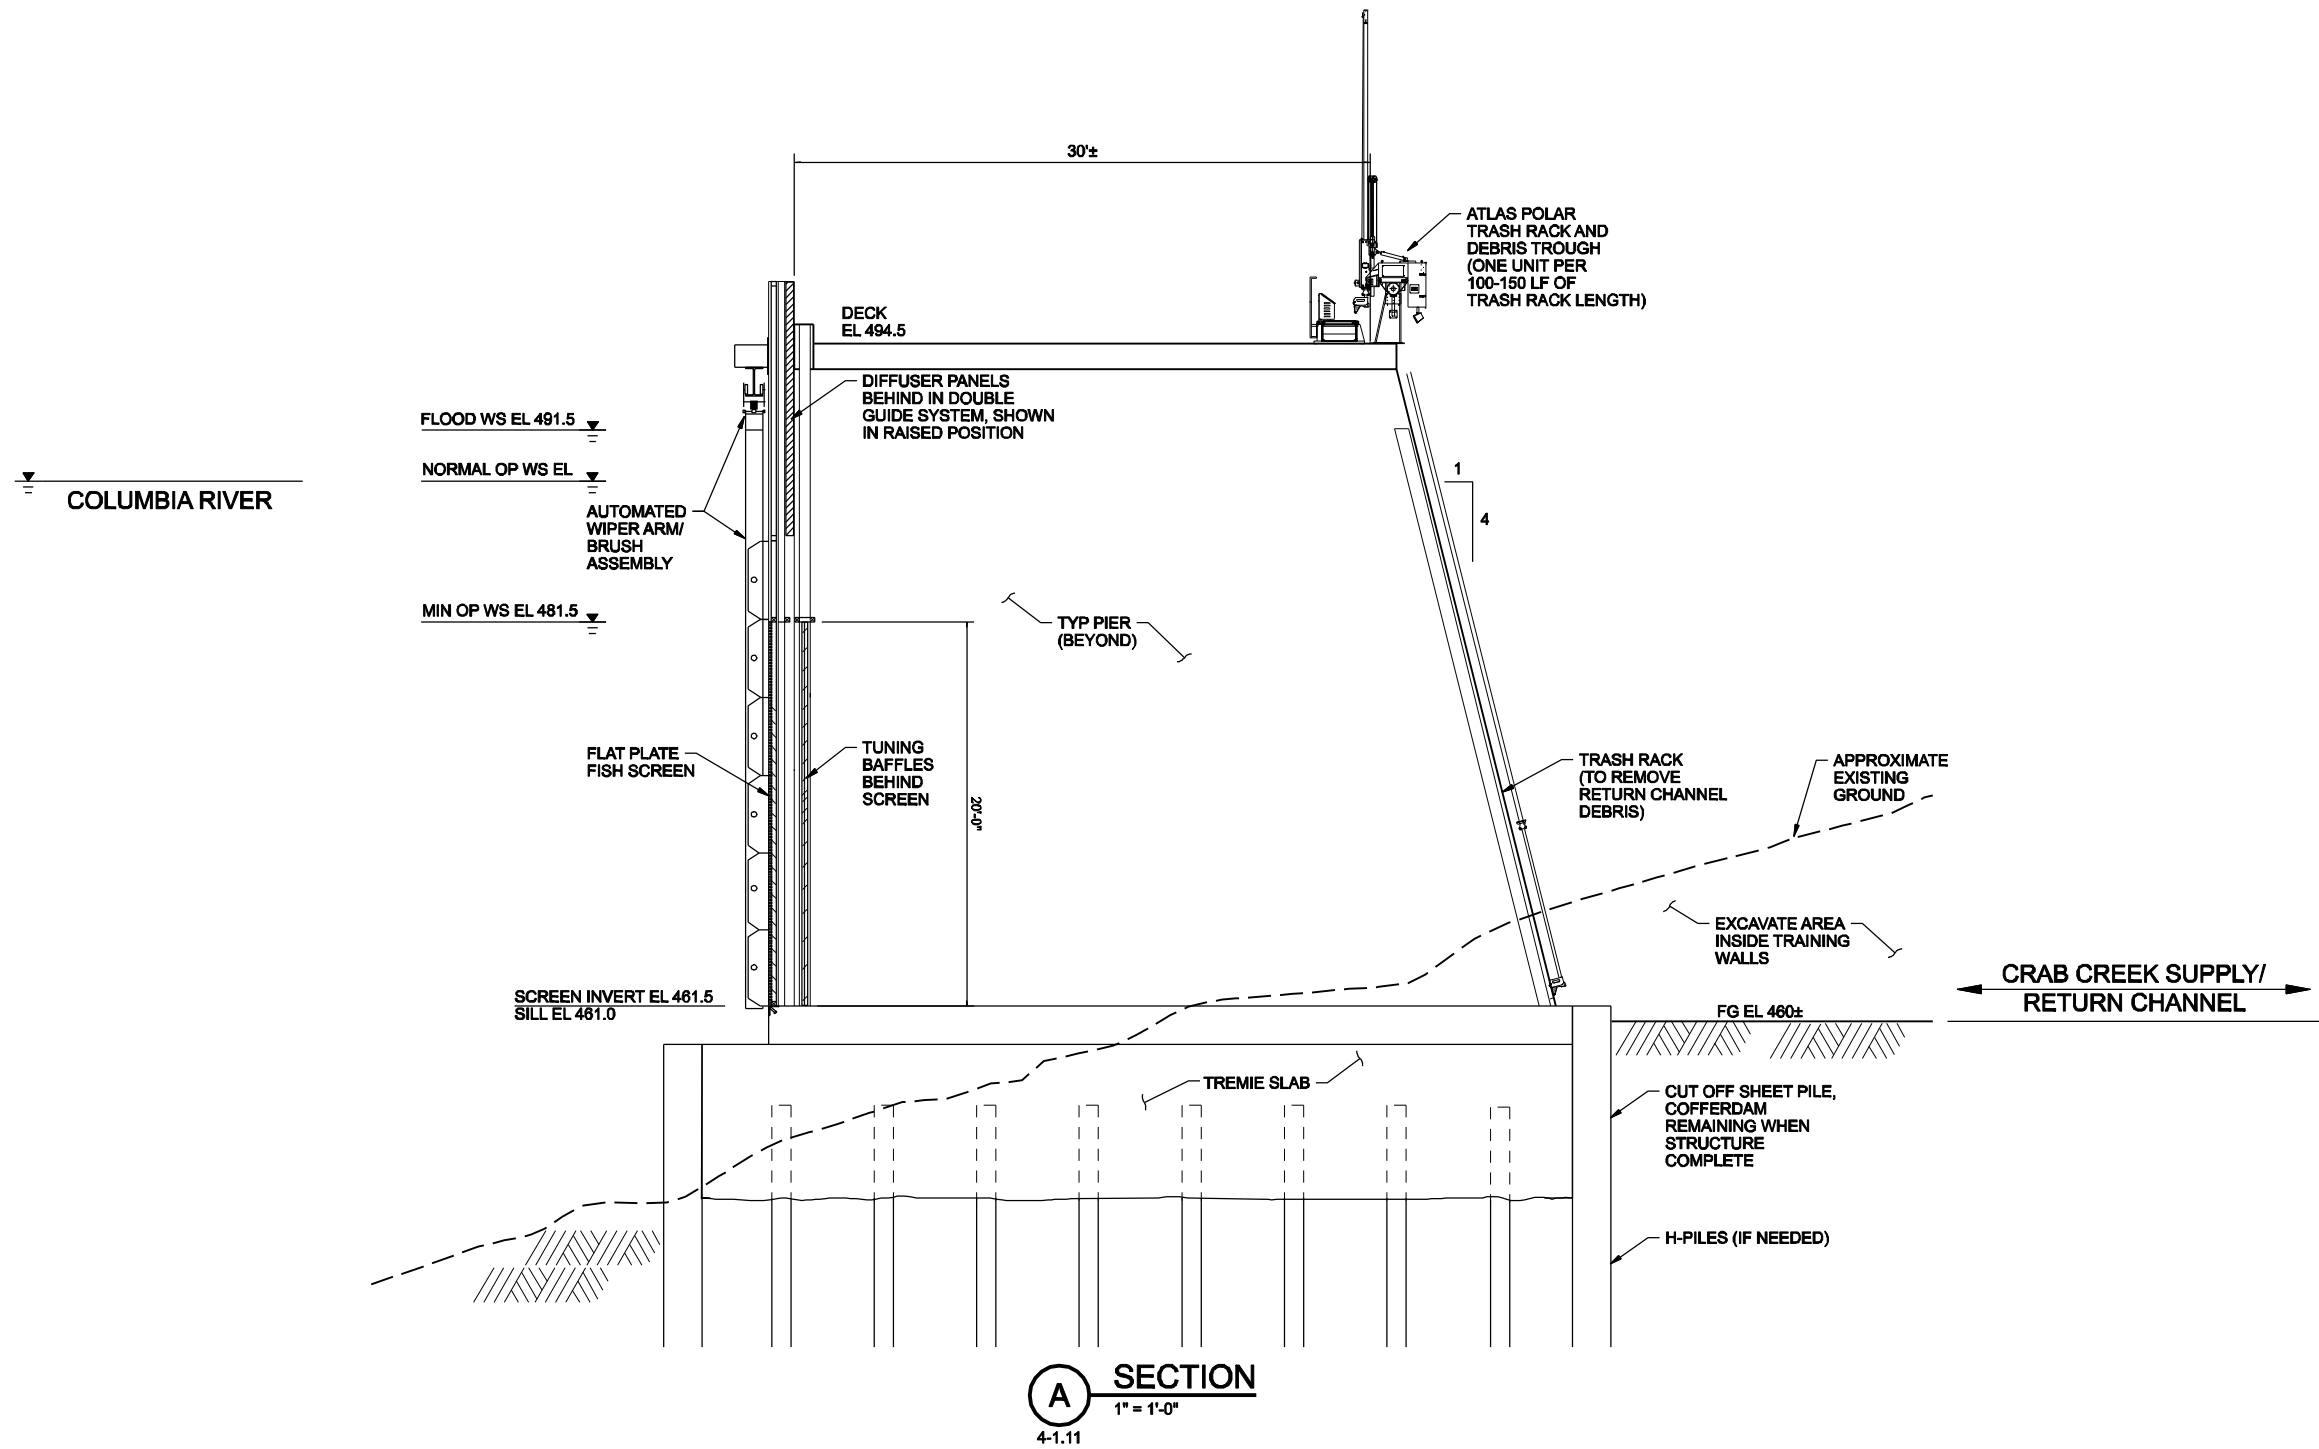 30'±
ATLAS POLAR
TRASH RACK AND
DEBRIS TROUGH
(ONE UNIT PER
100-150 LF OF
TRASH RACK LENGTH)
DECK
EL 494.5
DIFFUSER PANELS
BEHIND IN DOUBLE
GUIDE SYSTEM, SHOWN
IN RAISED POSITION
FLOOD WS EL 491.5
NORMAL OP WS EL
COLUMBIA RIVER
1
4
AUTOMATED
WIPER ARM/
BRUSH
ASSEMBLY
MIN OP WS EL 481.5
TYP PIER
(BEYOND)
FLAT PLATE
FISH SCREEN
TUNING
BAFFLES
BEHIND
SCREEN
20'-0"
TRASH RACK
(TO REMOVE
RETURN CHANNEL
DEBRIS)
APPROXIMATE
EXISTING
GROUND
EXCAVATE AREA
INSIDE TRAINING
WALLS
CRAB CREEK SUPPLY/
RETURN CHANNEL
SCREEN INVERT EL 461.5
SILL EL 461.0
FG EL 460±
TREMIE SLAB
CUT OFF SHEET PILE,
COFFERDAM
REMAINING WHEN
STRUCTURE
COMPLETE
H-PILES (IF NEEDED)
A
SECTION
1" = 1'-0"
4-1.11